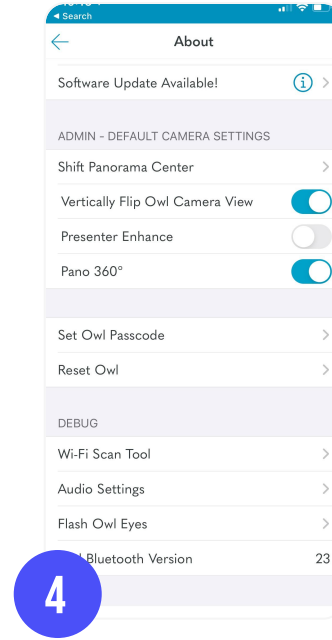 Search
About
Software Update Available!
ADMIN - DEFAULT CAMERA SETTINGS
Shift Panorama Center
Vertically Flip Owl Camera View
Presenter Enhance
Pano 360°
Set Owl Passcode
Reset Owl
DEBUG
Wi-Fi Scan Tool
Audio Settings
Flash Owl Eyes
Bluetooth Version 23
4